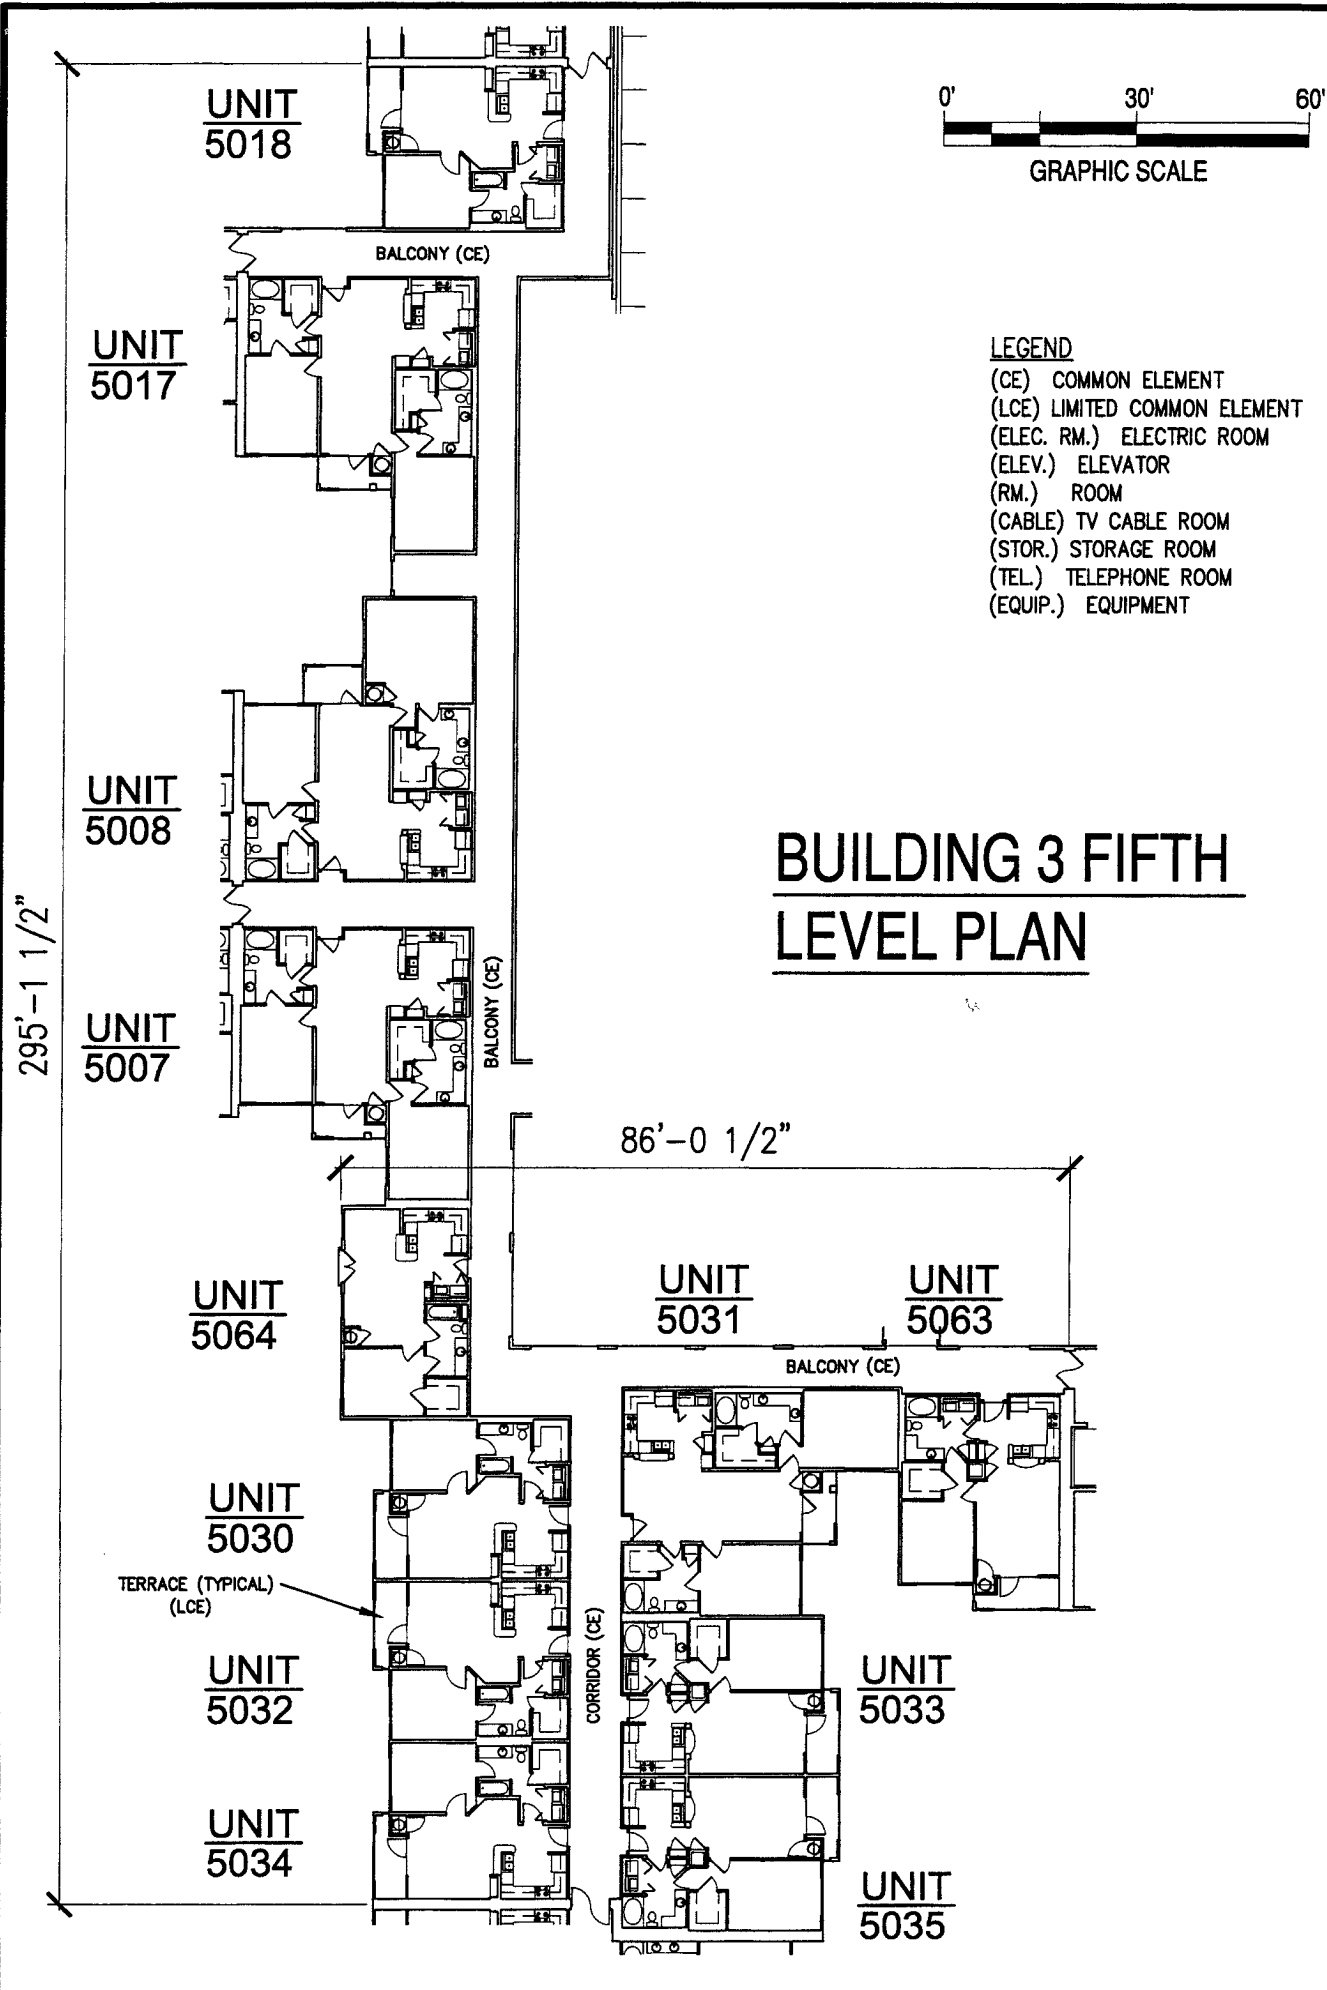 UNIT
5018
0' 30' 60'
GRAPHIC SCALE
BALCONY (CE)
UNIT
5017
LEGEND
(CE) COMMON ELEMENT
(LCE) LIMITED COMMON ELEMENT
(ELEC. RM.) ELECTRIC ROOM
(ELEV.) ELEVATOR
(RM.) ROOM
(CABLE) TV CABLE ROOM
(STOR.) STORAGE ROOM
(TEL.) TELEPHONE ROOM
(EQUIP.) EQUIPMENT
UNIT
5008
BUILDING 3 FIFTH
LEVEL PLAN
295'-1 1/2"
BALCONY (CE)
UNIT
5007
86'-0 1/2"
UNIT
5064
UNIT
5031
UNIT
5063
BALCONY (CE)
UNIT
5030
TERRACE (TYPICAL)
(LCE)
CORRIDOR (CE)
UNIT
5032
UNIT
5033
UNIT
5034
UNIT
5035